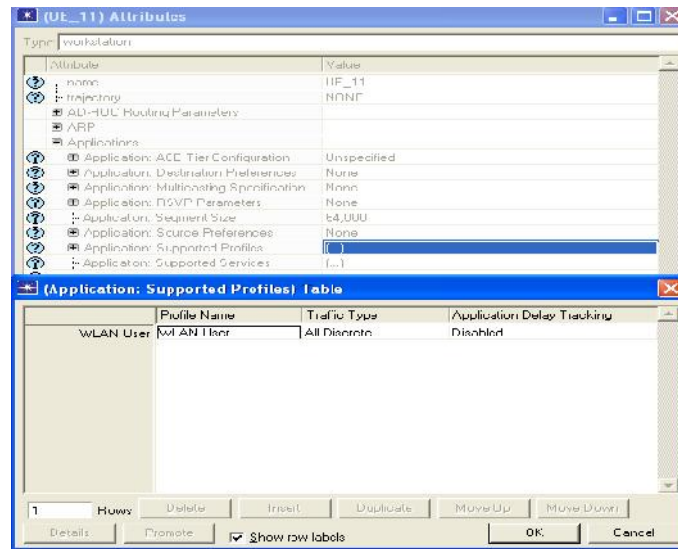 (UE_11) Attributes
Type: workstation
Attribute Value
name UE_11
trajectory NONE
AD-HOC Routing Parameters
ARP
Applications
Application: ACE Tier Configuration Unspecified
Application: Destination Preferences None
Application: Multicasting Specification None
Application: RSVP Parameters None
Application: Segment Size 64,000
Application: Source Preferences None
Application: Supported Profiles (...)
Application: Supported Services (...)
(Application: Supported Profiles) Table
Profile Name Traffic Type Application Delay Tracking
WLAN User WLAN User All Discrete Disabled
1 Rows Delete Insert Duplicate Move Up Move Down
Details Promote Show row labels OK Cancel